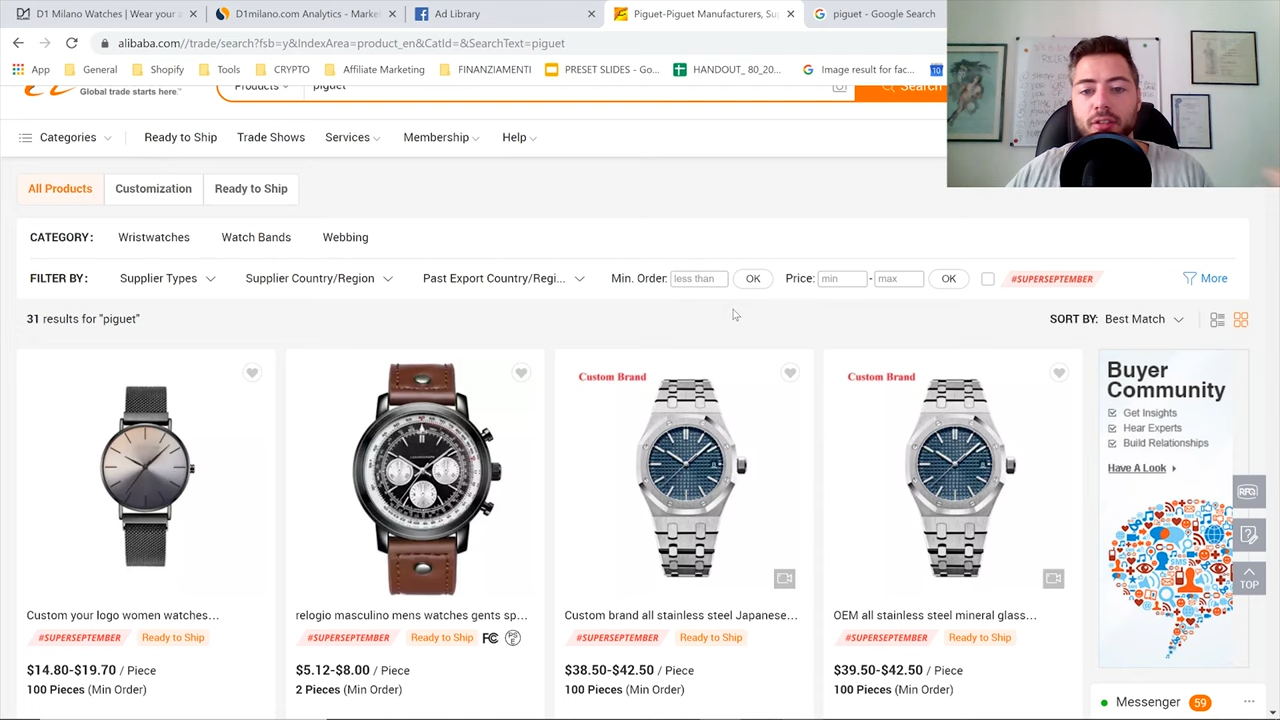 D1 Milano Watches | Wear your a
D1milano.com Analytics - Marke
Ad Library
Piguet-Piguet Manufacturers, Su
piguet - Google Search
alibaba.com//trade/search?fsb=y&IndexArea=product_en&CatId=&SearchText=piguet
App
General
Shopify
Tools
CRYPTO
Affiliate Marketing
FINANZIAMENTI
PRESET SLIDES - Go...
HANDOUT_ 80_20...
Image result for fac...
Global trade starts here.™
Products
piguet
Search
Categories
Ready to Ship
Trade Shows
Services
Membership
Help
All Products
Customization
Ready to Ship
CATEGORY:
Wristwatches
Watch Bands
Webbing
FILTER BY:
Supplier Types
Supplier Country/Region
Past Export Country/Regi...
Min. Order:
less than
OK
Price:
min
-
max
OK
#SUPERSEPTEMBER
More
31 results for "piguet"
SORT BY:
Best Match
Custom Brand
Custom Brand
Buyer
Community
Get Insights
Hear Experts
Build Relationships
Have A Look
RFQ
TOP
Custom your logo women watches...
relogio masculino mens watches gents sp...
Custom brand all stainless steel Japanese...
OEM all stainless steel mineral glass...
#SUPERSEPTEMBER
Ready to Ship
#SUPERSEPTEMBER
Ready to Ship
#SUPERSEPTEMBER
Ready to Ship
#SUPERSEPTEMBER
Ready to Ship
$14.80-$19.70 / Piece
$5.12-$8.00 / Piece
$38.50-$42.50 / Piece
$39.50-$42.50 / Piece
100 Pieces (Min Order)
2 Pieces (Min Order)
100 Pieces (Min Order)
100 Pieces (Min Order)
Messenger
59